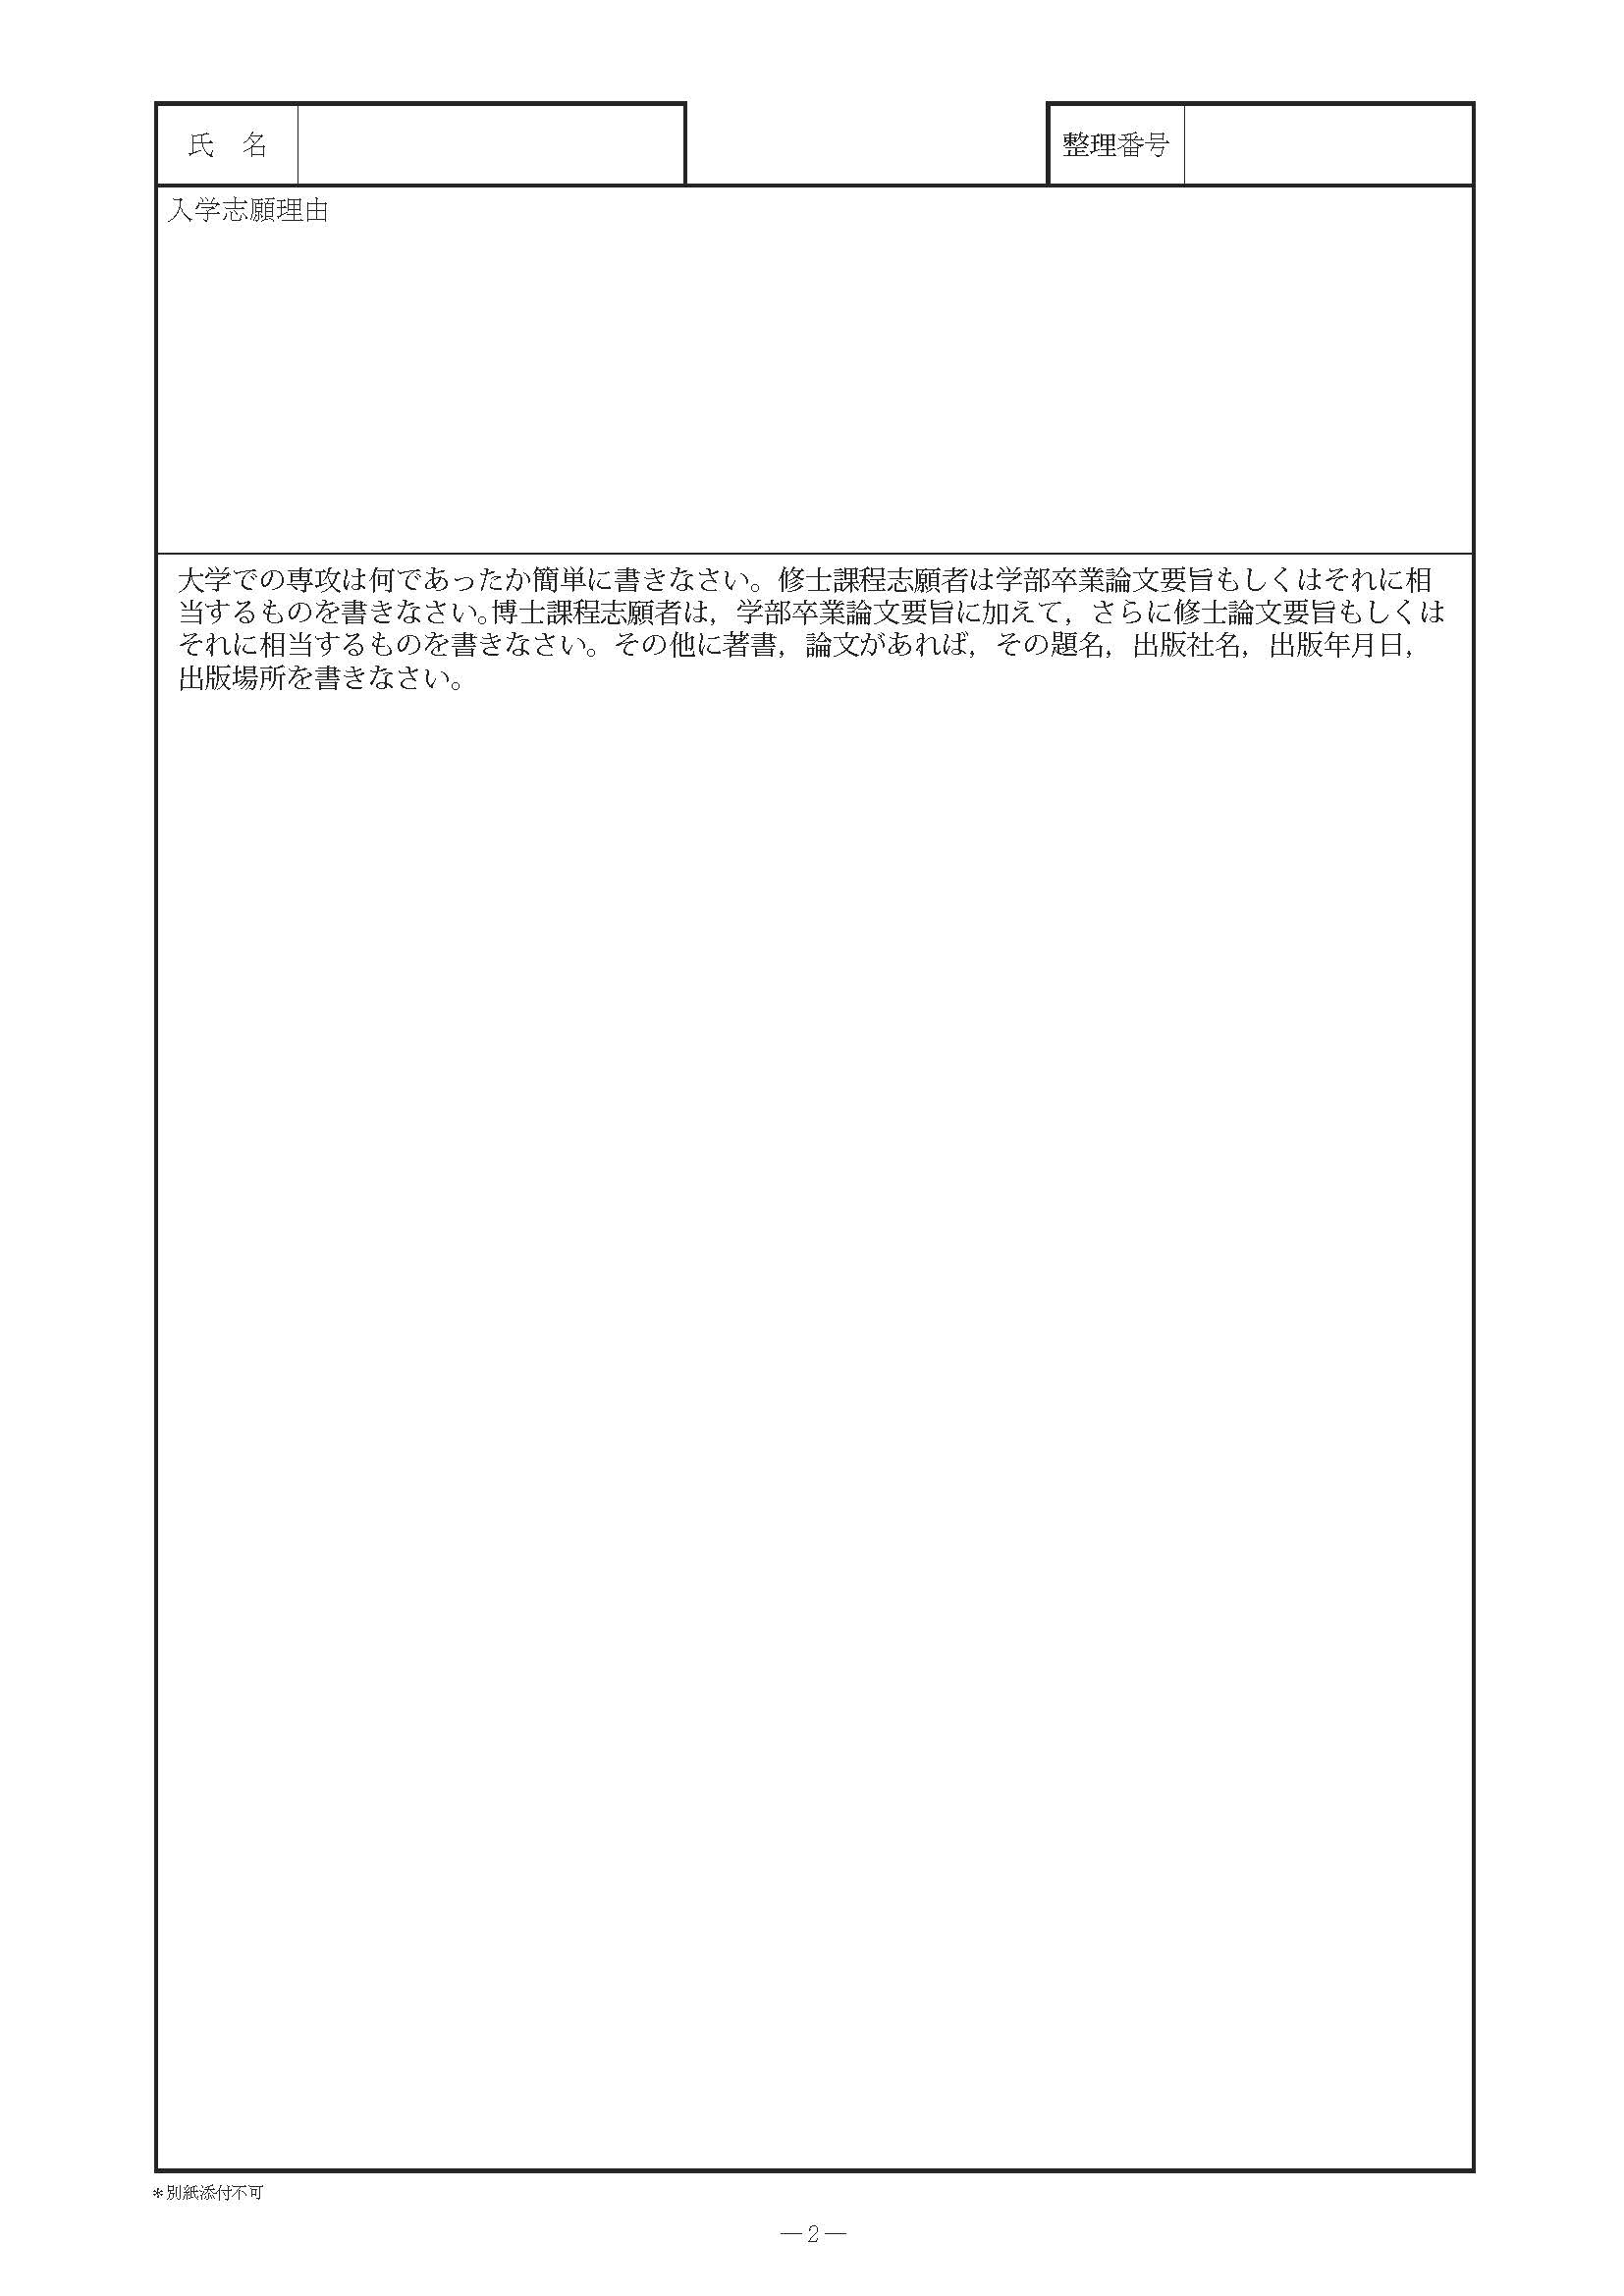 氏　名
整理番号
入学志願理由
大学での専攻は何であったか簡単に書きなさい。修士課程志願者は学部卒業論文要旨もしくはそれに相
当するものを書きなさい。博士課程志願者は，学部卒業論文要旨に加えて，さらに修士論文要旨もしくは
それに相当するものを書きなさい。その他に著書，論文があれば，その題名，出版社名，出版年月日，
出版場所を書きなさい。
＊別紙添付不可
―2―